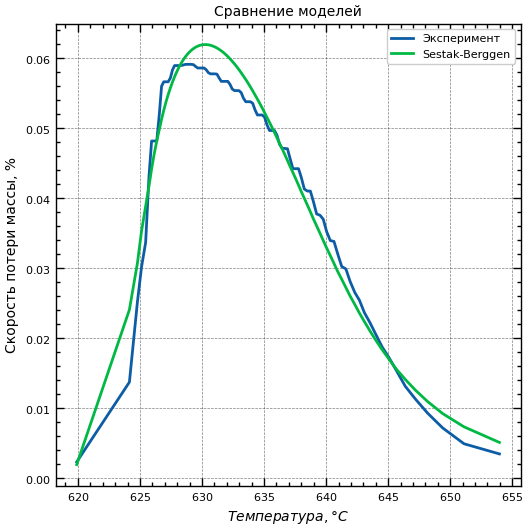 Сравнение моделей
Эксперимент
Sestak-Berggen
Скорость потери массы, %
0.06
0.05
0.04
0.03
0.02
0.01
0.00
620 625 630 635 640 645 650 655
Температура, °C